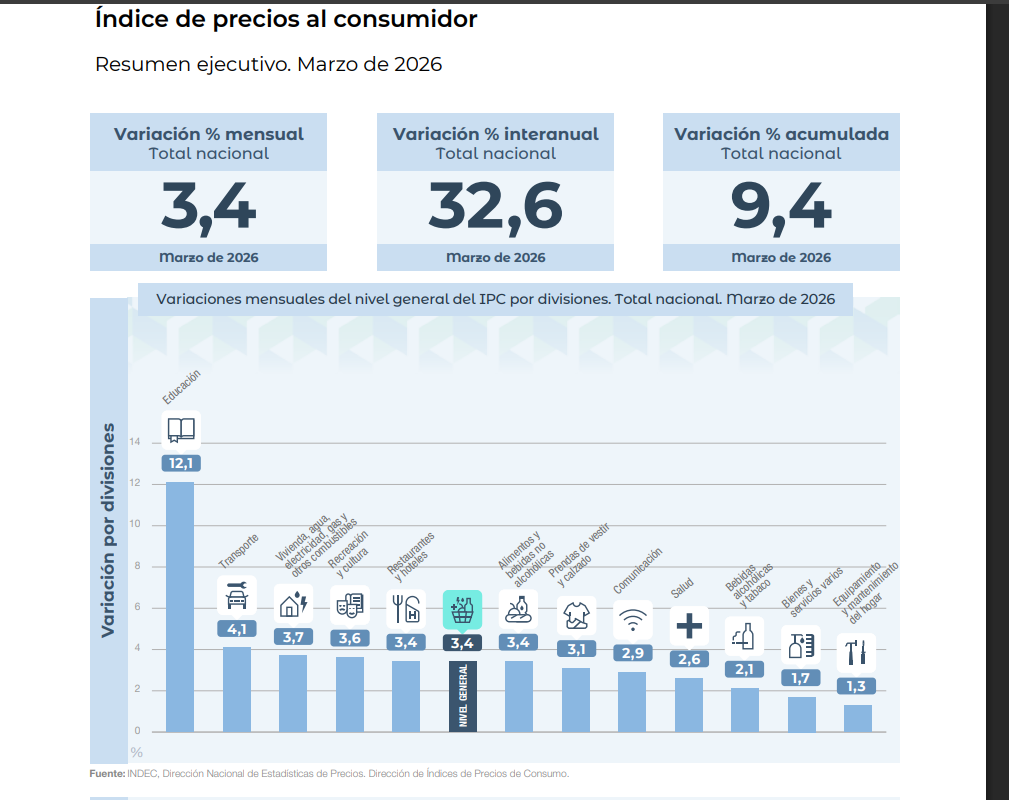 Índice de precios al consumidor
Resumen ejecutivo. Marzo de 2026
Variación % mensual
Total nacional
3,4
Marzo de 2026
Variación % interanual
Total nacional
32,6
Marzo de 2026
Variación % acumulada
Total nacional
9,4
Marzo de 2026
Variaciones mensuales del nivel general del IPC por divisiones. Total nacional. Marzo de 2026
Variación por divisiones
14
12
10
8
6
4
2
0
%
Educación
12,1
Transporte
4,1
Vivienda, agua,
electricidad, gas y
otros combustibles
3,7
Recreación
y cultura
3,6
Restaurantes
y hoteles
H
3,4
3,4
NIVEL GENERAL
Alimentos y
bebidas no
alcohólicas
3,4
Prendas de vestir
y calzado
3,1
Comunicación
2,9
Salud
2,6
Bebidas
alcohólicas
y tabaco
2,1
Bienes y
servicios varios
1,7
Equipamiento
y mantenimiento
del hogar
1,3
Fuente: INDEC, Dirección Nacional de Estadísticas de Precios. Dirección de Índices de Precios de Consumo.